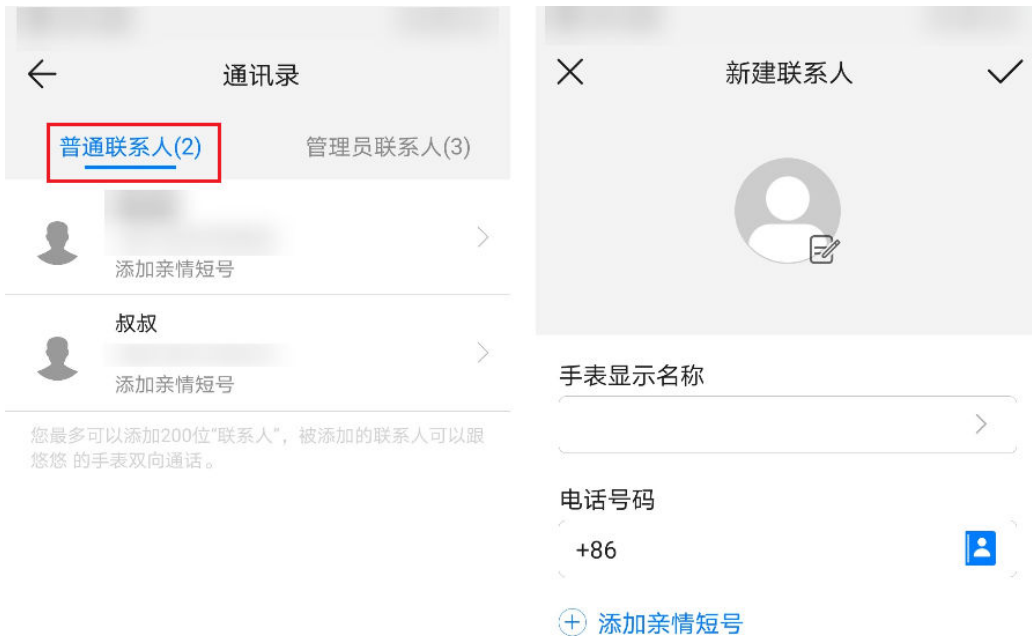 通讯录
普通联系人(2)
管理员联系人(3)
添加亲情短号
叔叔
添加亲情短号
您最多可以添加200位“联系人”，被添加的联系人可以跟
悠悠 的手表双向通话。
新建联系人
手表显示名称
电话号码
+86
添加亲情短号